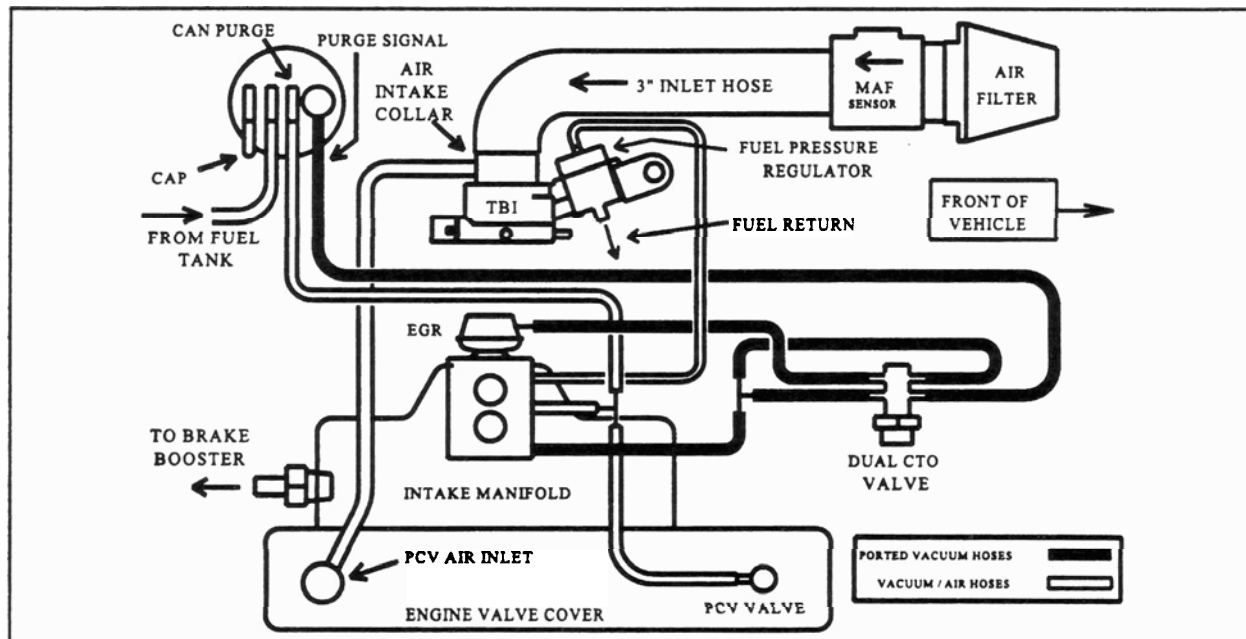 CAN PURGE
PURGE SIGNAL
AIR
INTAKE
COLLAR
3" INLET HOSE
MAF
SENSOR
AIR
FILTER
CAP
FUEL PRESSURE
REGULATOR
TBI
FRONT OF
VEHICLE
FROM FUEL
TANK
FUEL RETURN
EGR
TO BRAKE
BOOSTER
DUAL CTO
VALVE
INTAKE MANIFOLD
PCV AIR INLET
PORTED VACUUM HOSES
VACUUM / AIR HOSES
PCV VALVE
ENGINE VALVE COVER